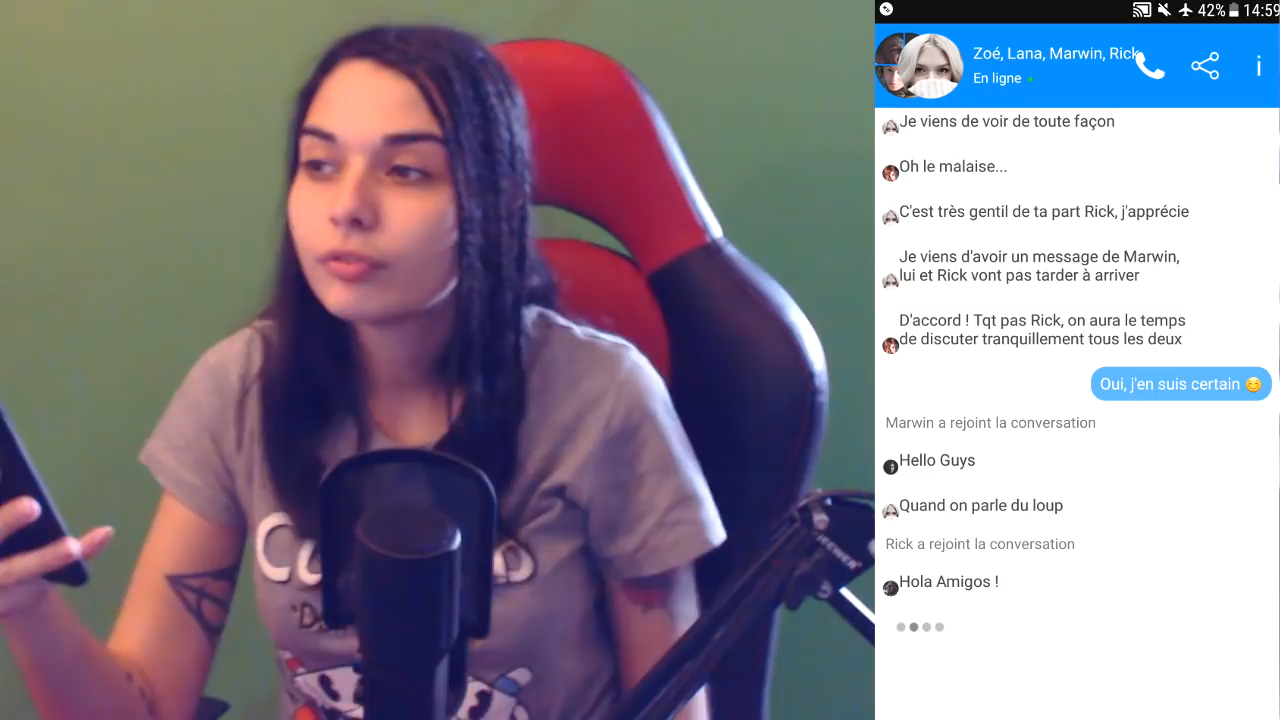 42% 14:59
Zoé, Lana, Marwin, Rick
En ligne
Je viens de voir de toute façon
Oh le malaise...
C'est très gentil de ta part Rick, j'apprécie
Je viens d'avoir un message de Marwin,
lui et Rick vont pas tarder à arriver
D'accord ! Tqt pas Rick, on aura le temps
de discuter tranquillement tous les deux
Oui, j'en suis certain 😊
Marwin a rejoint la conversation
Hello Guys
Quand on parle du loup
Rick a rejoint la conversation
Hola Amigos !